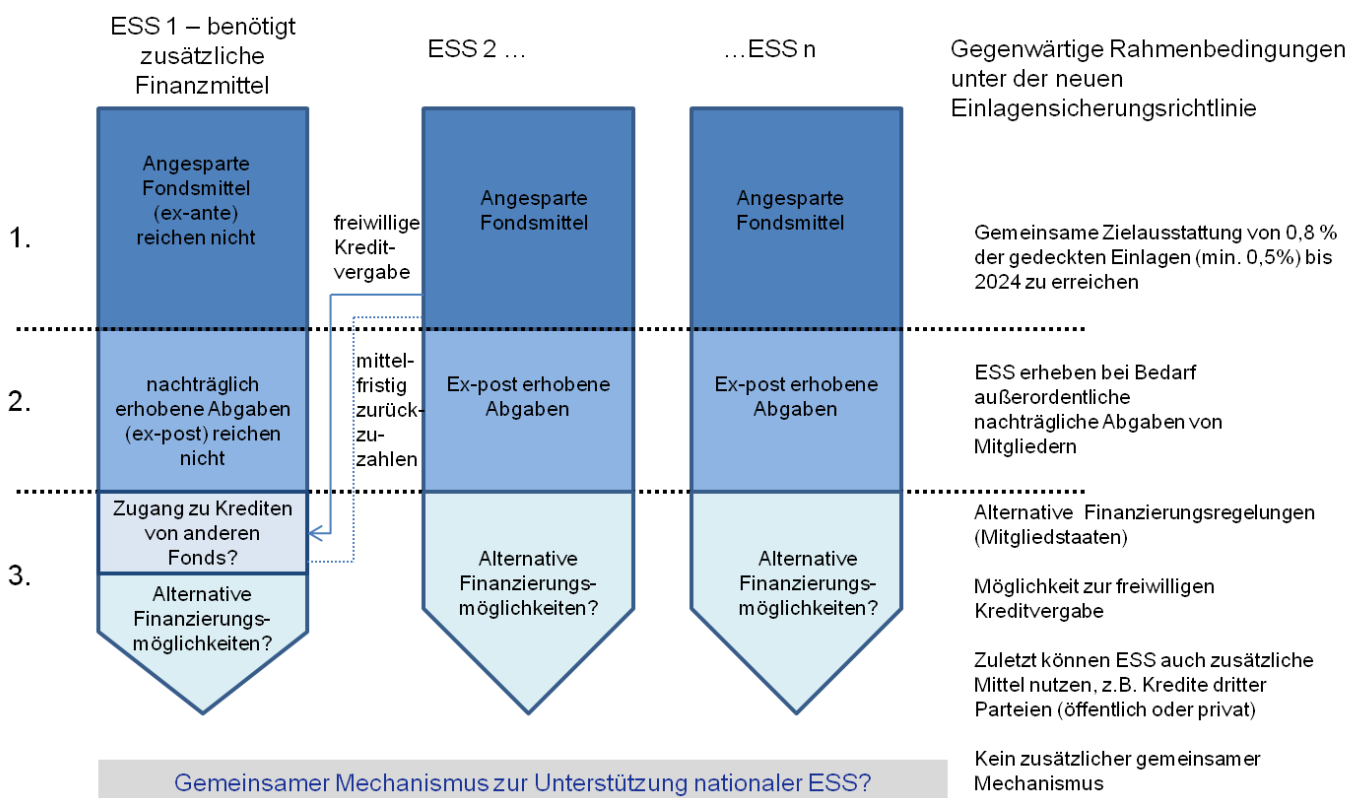 ESS 1 – benötigt
zusätzliche
Finanzmittel
ESS 2 ...
...ESS n
Gegenwärtige Rahmenbedingungen
unter der neuen
Einlagensicherungsrichtlinie
1.
Angesparte
Fondsmittel
(ex-ante)
reichen nicht
freiwillige
Kredit-
vergabe
Angesparte
Fondsmittel
Angesparte
Fondsmittel
Gemeinsame Zielausstattung von 0,8 %
der gedeckten Einlagen (min. 0,5%) bis
2024 zu erreichen
2.
nachträglich
erhobene Abgaben
(ex-post) reichen
nicht
mittel-
fristig
zurück-
zu-
zahlen
Ex-post erhobene
Abgaben
Ex-post erhobene
Abgaben
ESS erheben bei Bedarf
außerordentliche
nachträgliche Abgaben von
Mitgliedern
3.
Zugang zu Krediten
von anderen
Fonds?
Alternative
Finanzierungs-
möglichkeiten?
Alternative
Finanzierungs-
möglichkeiten?
Alternative
Finanzierungs-
möglichkeiten?
Alternative Finanzierungsregelungen
(Mitgliedstaaten)
Möglichkeit zur freiwilligen
Kreditvergabe
Zuletzt können ESS auch zusätzliche
Mittel nutzen, z.B. Kredite dritter
Parteien (öffentlich oder privat)
Kein zusätzlicher gemeinsamer
Mechanismus
Gemeinsamer Mechanismus zur Unterstützung nationaler ESS?